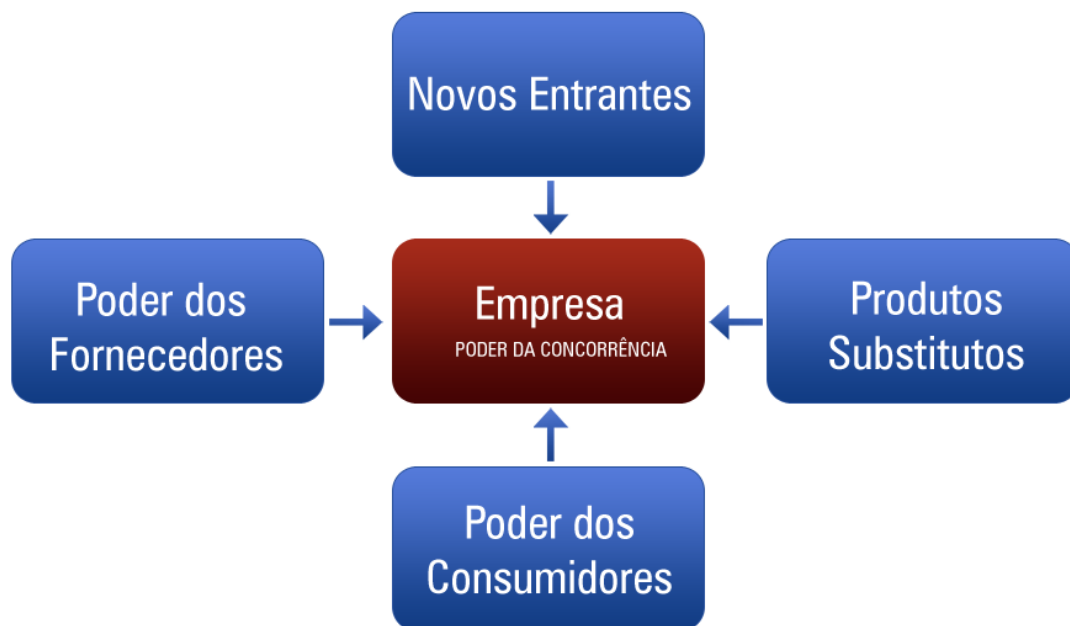 Novos Entrantes
Poder dos
Fornecedores
Empresa
PODER DA CONCORRÊNCIA
Produtos
Substitutos
Poder dos
Consumidores